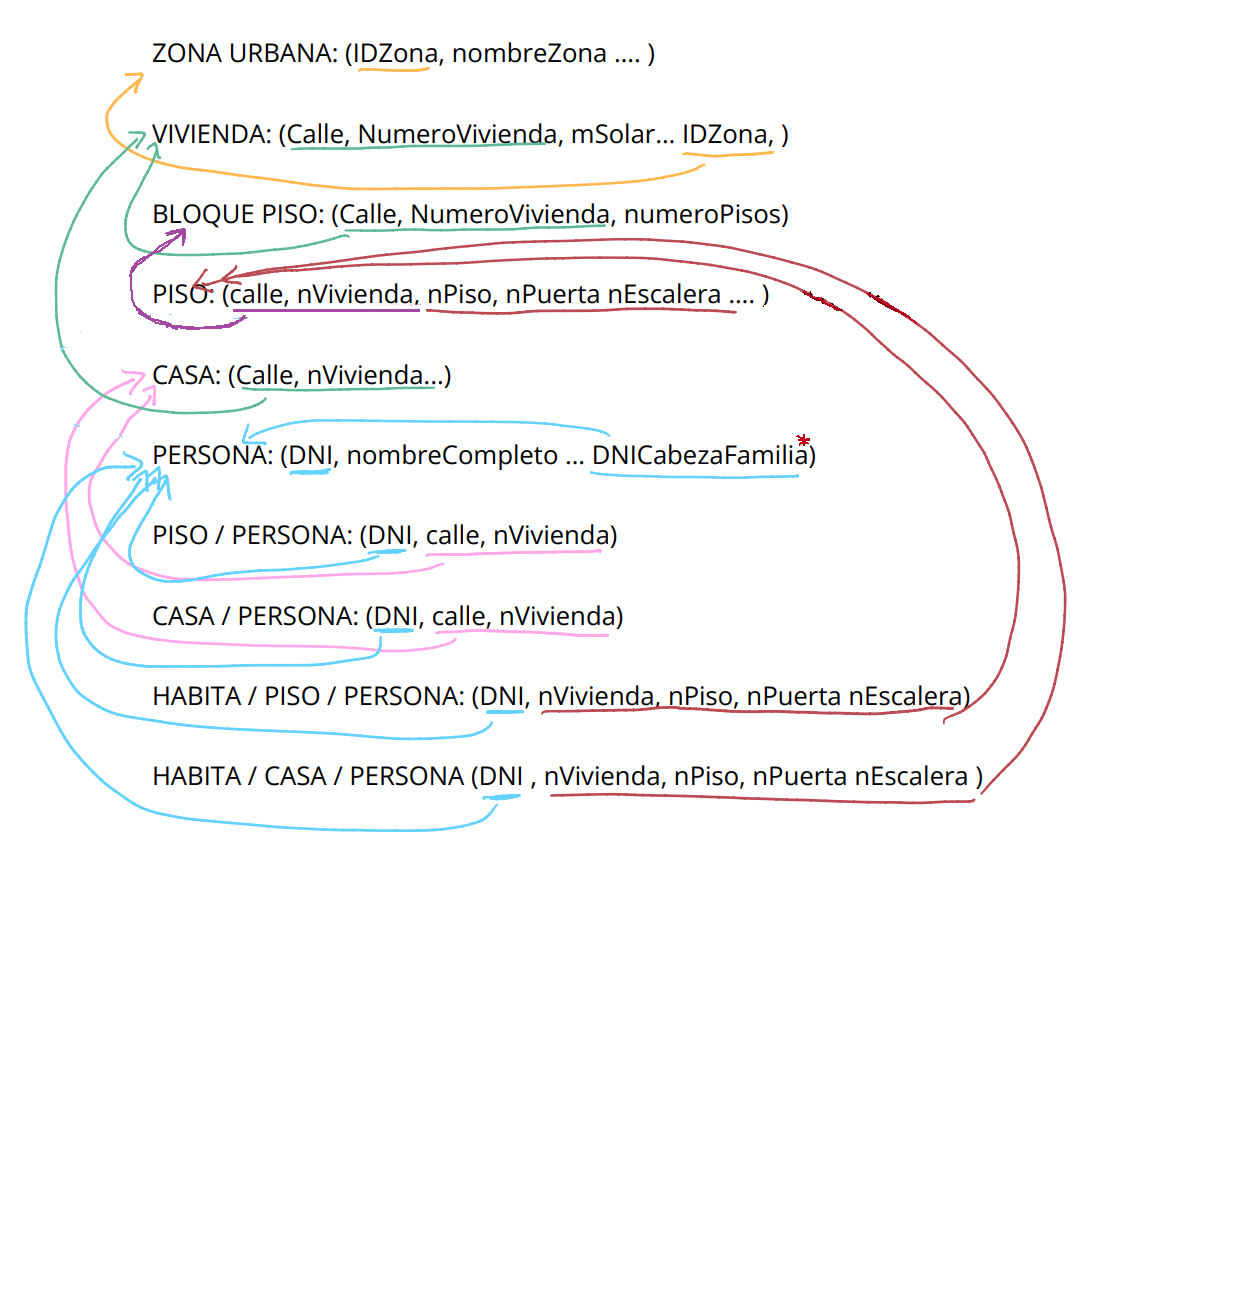 ZONA URBANA: (IDZona, nombreZona .... )
VIVIENDA: (Calle, NumeroVivienda, mSolar... IDZona, )
BLOQUE PISO: (Calle, NumeroVivienda, numeroPisos)
PISO: (calle, nVivienda, nPiso, nPuerta nEscalera .... )
CASA: (Calle, nVivienda...)
PERSONA: (DNI, nombreCompleto ... DNICabezaFamilia*)
PISO / PERSONA: (DNI, calle, nVivienda)
CASA / PERSONA: (DNI, calle, nVivienda)
HABITA / PISO / PERSONA: (DNI, nVivienda, nPiso, nPuerta nEscalera)
HABITA / CASA / PERSONA (DNI , nVivienda, nPiso, nPuerta nEscalera )